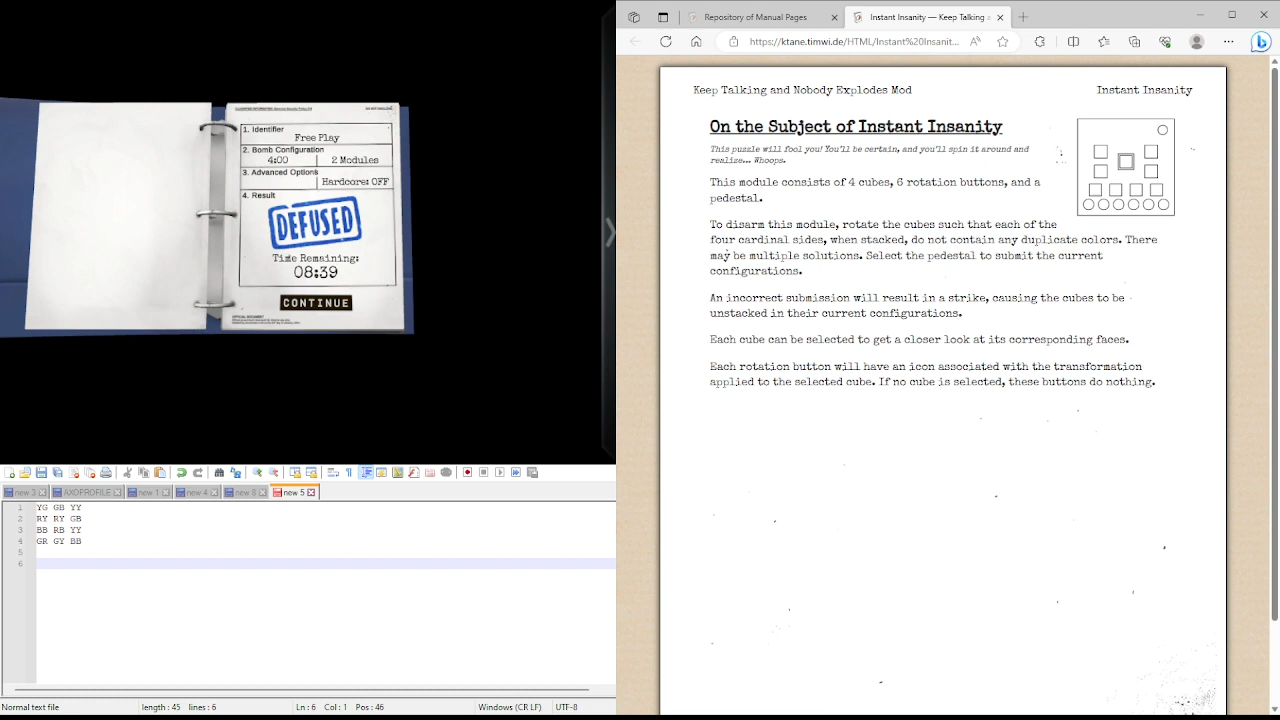 Repository of Manual Pages
Instant Insanity — Keep Talking a
https://ktane.timwi.de/HTML/Instant%20Insanit...
1. Identifier
Free Play
2. Bomb Configuration
4:00
2 Modules
3. Advanced Options
Hardcore: OFF
4. Result
DEFUSED
Time Remaining:
08:39
CONTINUE
new 3
AXOPROFILE
new 1
new 4
new 8
new 5
1 YG GB YY
2 RY RY GB
3 BB RB YY
4 GR GY BB
5
6
Normal text file
length : 45 lines : 6
Ln : 6 Col : 1 Pos : 46
Windows (CR LF)
UTF-8
Keep Talking and Nobody Explodes Mod
Instant Insanity
On the Subject of Instant Insanity
This puzzle will fool you! You'll be certain, and you'll spin it around and
realize… Whoops.
This module consists of 4 cubes, 6 rotation buttons, and a
pedestal.
To disarm this module, rotate the cubes such that each of the
four cardinal sides, when stacked, do not contain any duplicate colors. There
may be multiple solutions. Select the pedestal to submit the current
configurations.
An incorrect submission will result in a strike, causing the cubes to be
unstacked in their current configurations.
Each cube can be selected to get a closer look at its corresponding faces.
Each rotation button will have an icon associated with the transformation
applied to the selected cube. If no cube is selected, these buttons do nothing.